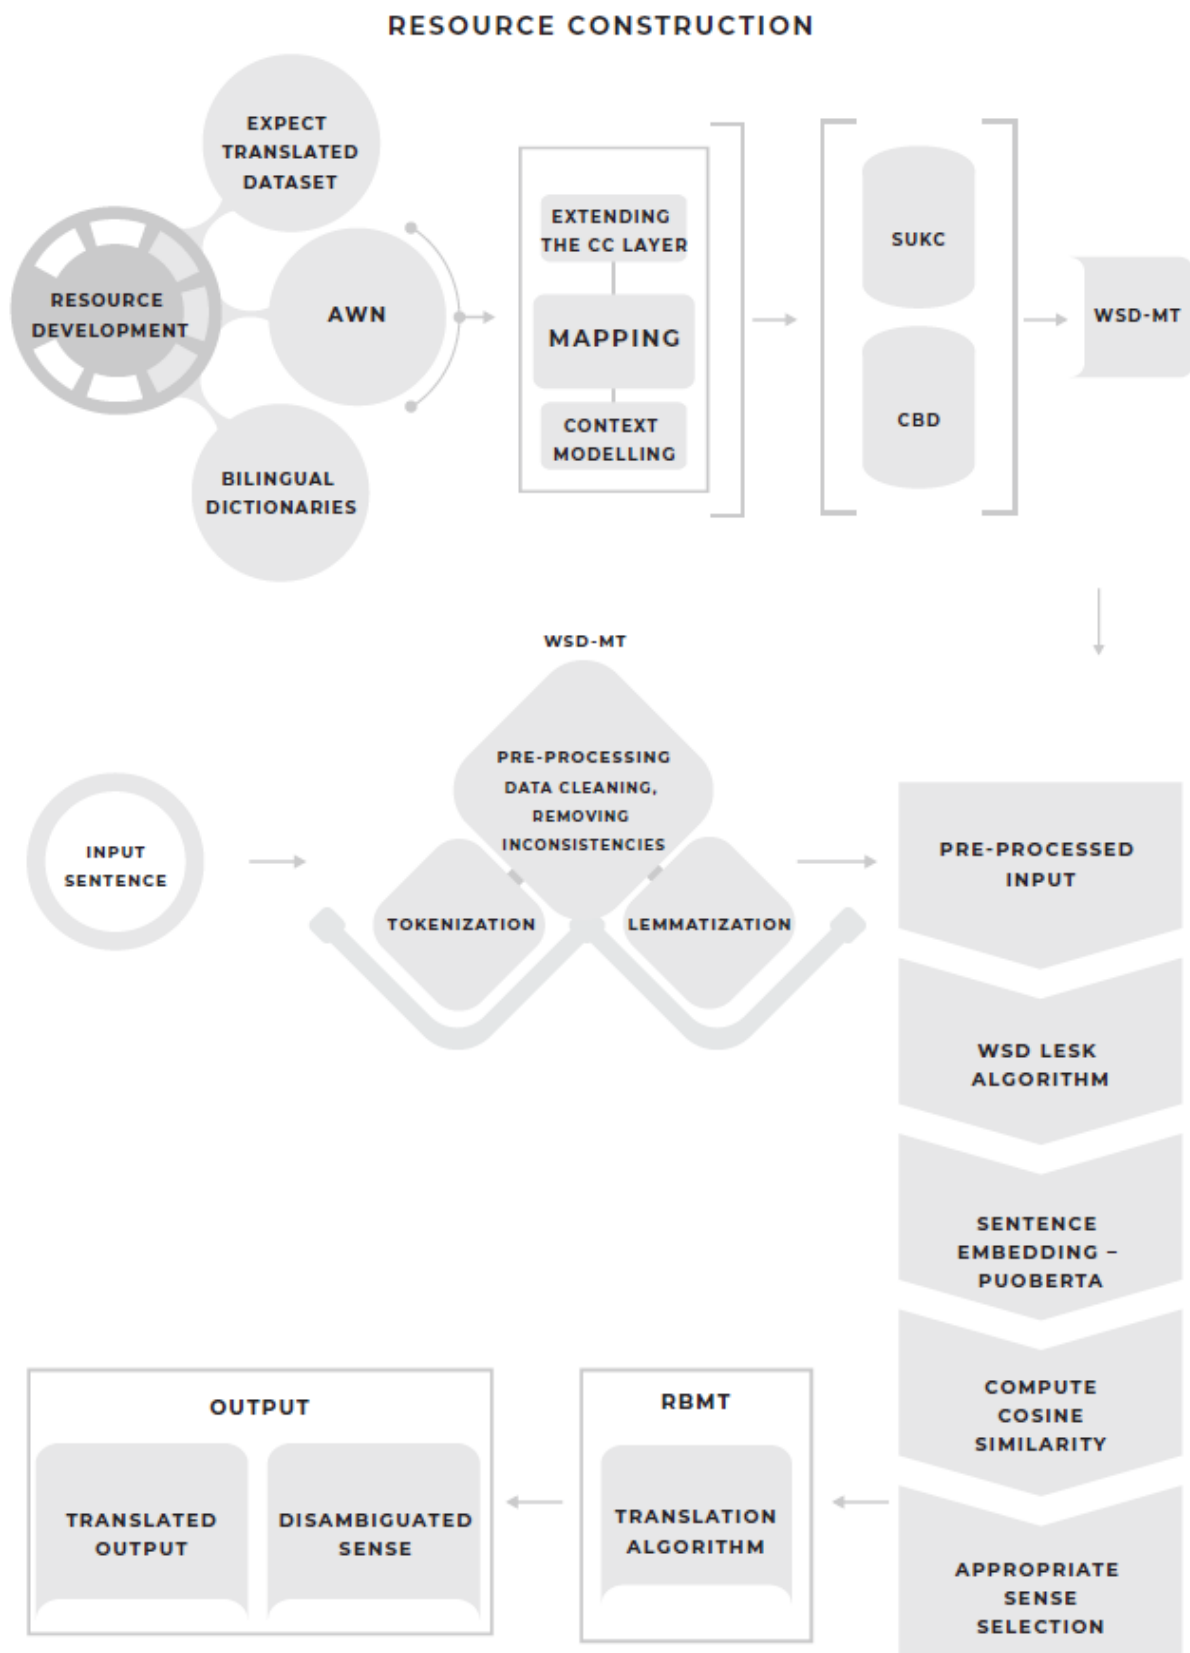 RESOURCE CONSTRUCTION
EXPECT
TRANSLATED
DATASET
RESOURCE
DEVELOPMENT
AWN
BILINGUAL
DICTIONARIES
EXTENDING
THE CC LAYER
MAPPING
CONTEXT
MODELLING
SUKC
CBD
WSD-MT
WSD-MT
PRE-PROCESSING
DATA CLEANING,
REMOVING
INCONSISTENCIES
INPUT
SENTENCE
TOKENIZATION
LEMMATIZATION
PRE-PROCESSED
INPUT
WSD LESK
ALGORITHM
SENTENCE
EMBEDDING –
PUOBERTA
COMPUTE
COSINE
SIMILARITY
APPROPRIATE
SENSE
SELECTION
RBMT
TRANSLATION
ALGORITHM
OUTPUT
TRANSLATED
OUTPUT
DISAMBIGUATED
SENSE